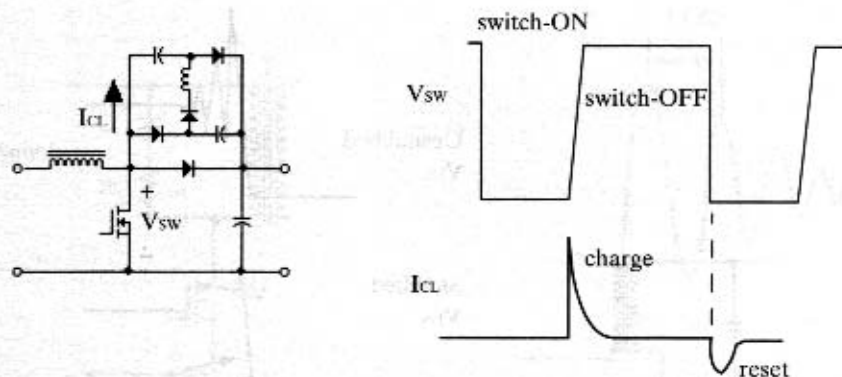 switch-ON
Vsw
switch-OFF
ICL
+
Vsw
-
ICL
charge
reset